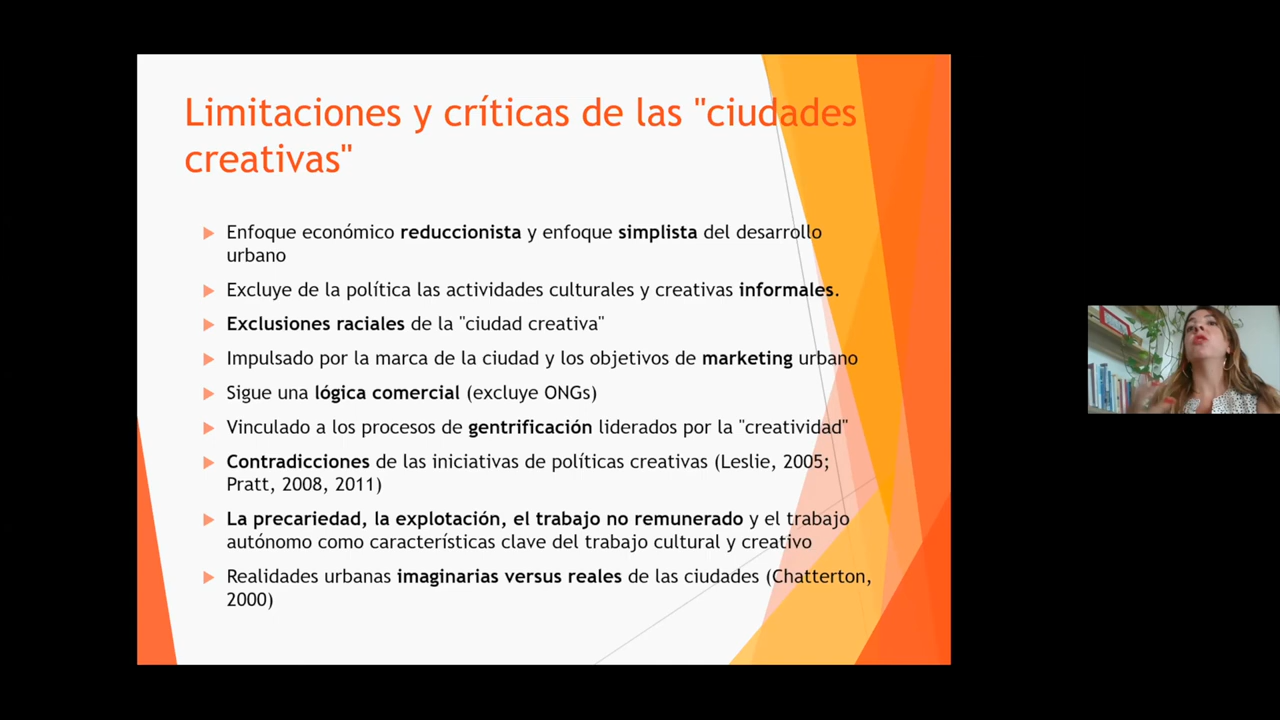 Limitaciones y críticas de las "ciudades
creativas"
Enfoque económico reduccionista y enfoque simplista del desarrollo
urbano
Excluye de la política las actividades culturales y creativas informales.
Exclusiones raciales de la "ciudad creativa"
Impulsado por la marca de la ciudad y los objetivos de marketing urbano
Sigue una lógica comercial (excluye ONGs)
Vinculado a los procesos de gentrificación liderados por la "creatividad"
Contradicciones de las iniciativas de políticas creativas (Leslie, 2005;
Pratt, 2008, 2011)
La precariedad, la explotación, el trabajo no remunerado y el trabajo
autónomo como características clave del trabajo cultural y creativo
Realidades urbanas imaginarias versus reales de las ciudades (Chatterton,
2000)